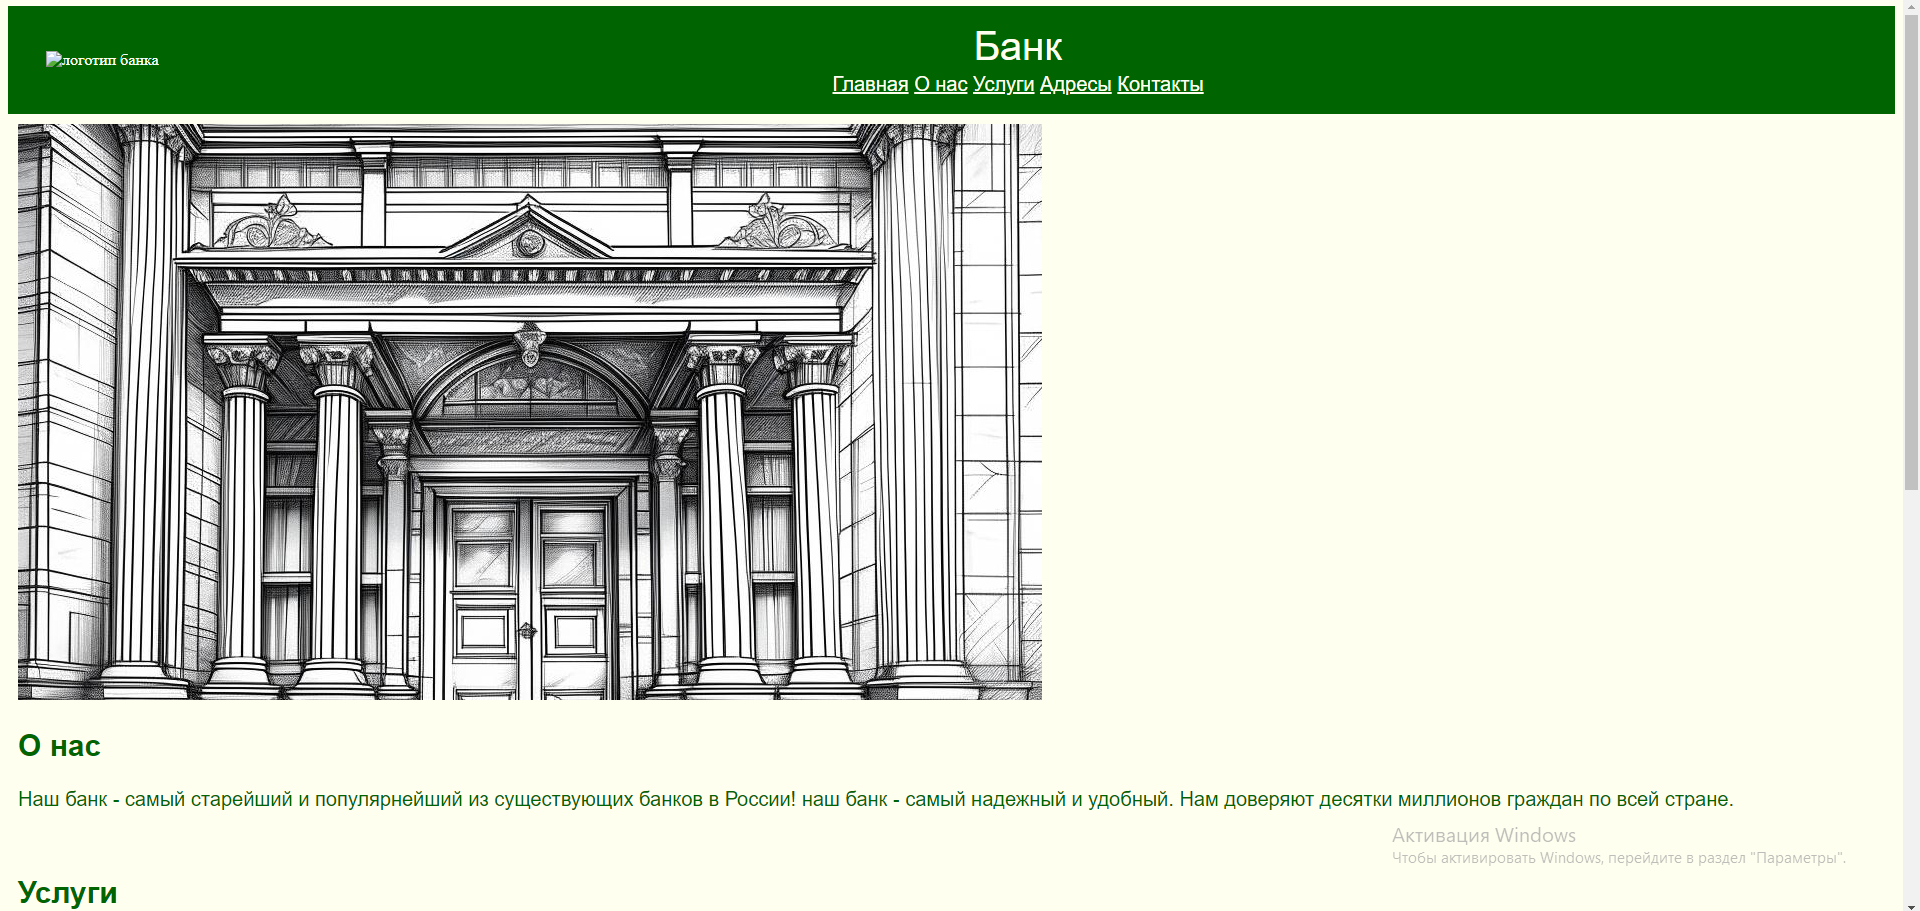 логотип банка
Банк
Главная О нас Услуги Адресы Контакты
О нас
Наш банк - самый старейший и популярнейший из существующих банков в России! наш банк - самый надежный и удобный. Нам доверяют десятки миллионов граждан по всей стране.
Активация Windows
Чтобы активировать Windows, перейдите в раздел "Параметры".
Услуги